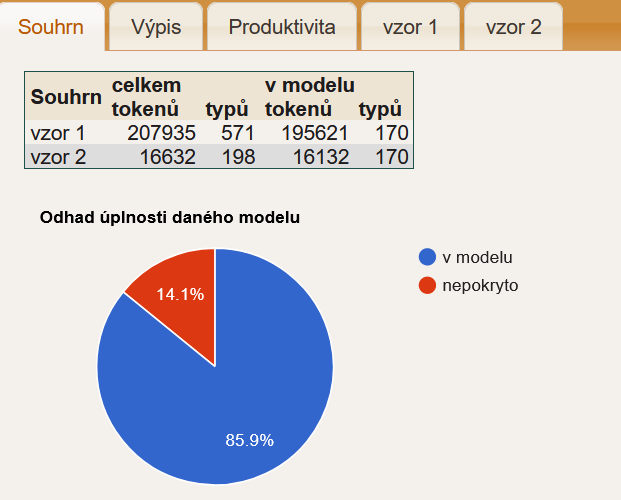 Souhrn Výpis Produktivita vzor 1 vzor 2
Souhrn celkem tokenů typů v modelu tokenů typů
vzor 1 207935 571 195621 170
vzor 2 16632 198 16132 170
Odhad úplnosti daného modelu
v modelu
nepokryto
14.1%
85.9%